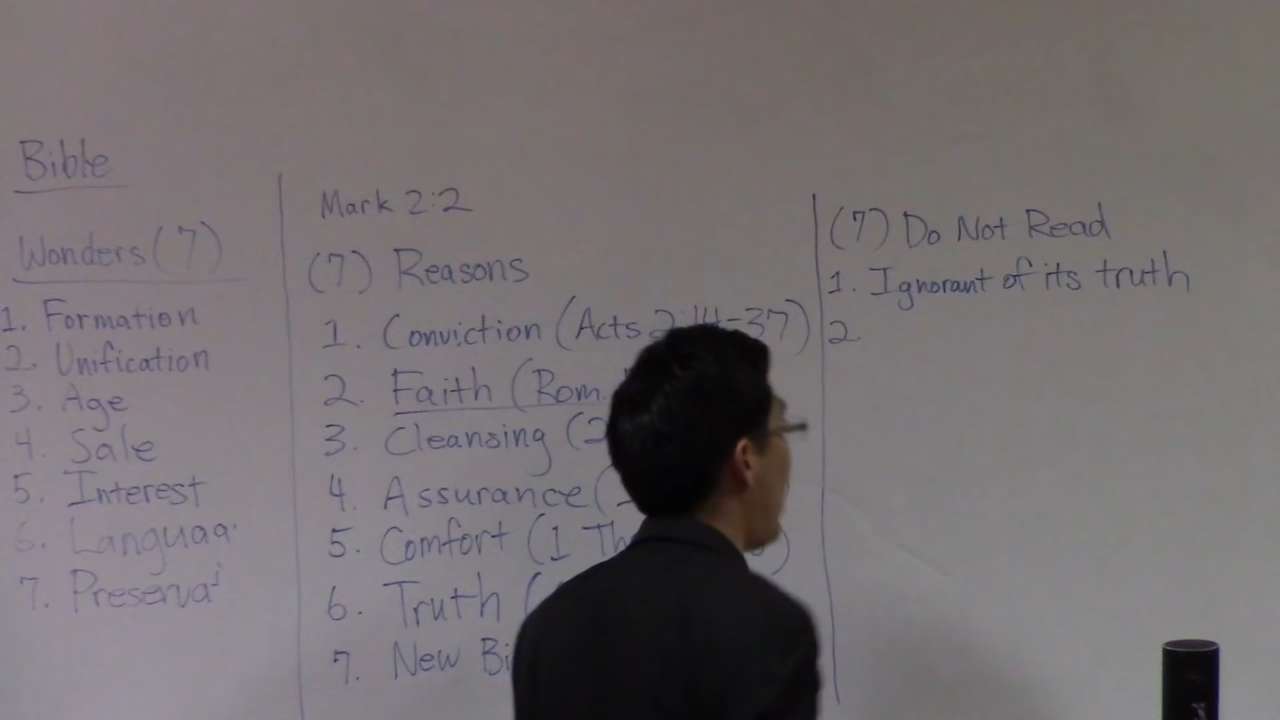 Bible
Wonders (7)
1. Formation
2. Unification
3. Age
4. Sale
5. Interest
6. Languag
7. Preserva
Mark 2:2
(7) Reasons
1. Conviction (Acts 2:14-37)
2. Faith (Rom.
3. Cleansing (2
4. Assurance (
5. Comfort (1 Th )
6. Truth (
7. New Bi
(7) Do Not Read
1. Ignorant of its truth
2